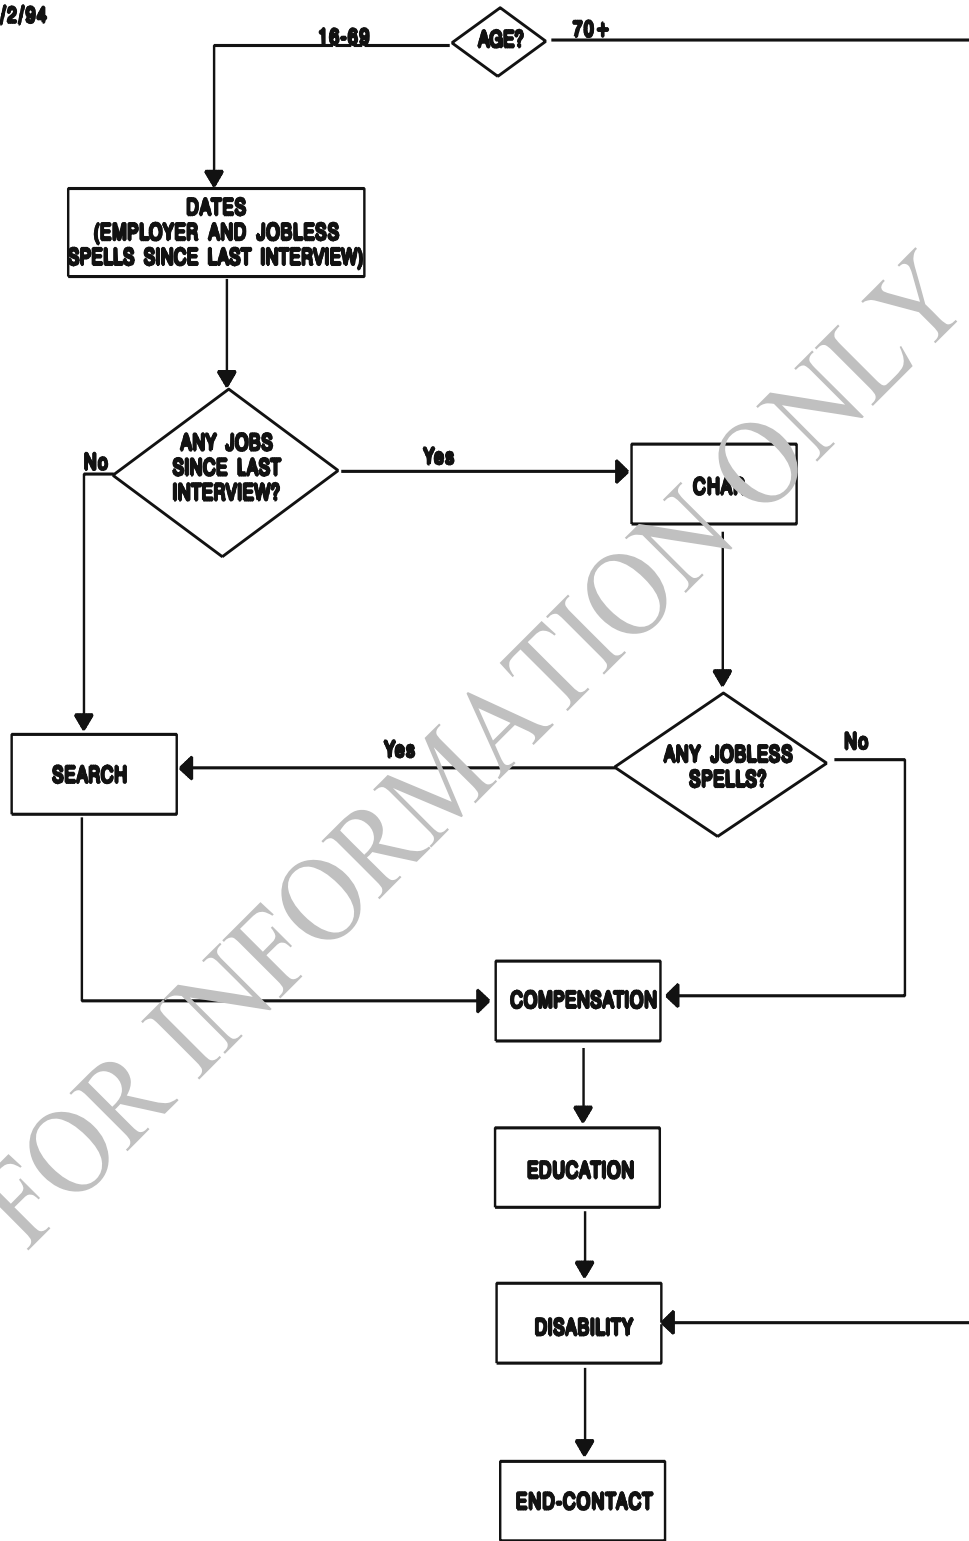 /2/94
16-69
AGE?
70+
DATES
(EMPLOYER AND JOBLESS
SPELLS SINCE LAST INTERVIEW)
No
ANY JOBS
SINCE LAST
INTERVIEW?
Yes
SEARCH
Yes
ANY JOBLESS
SPELLS?
No
COMPENSATION
EDUCATION
DISABILITY
END-CONTACT
FOR INFORMATION ONLY